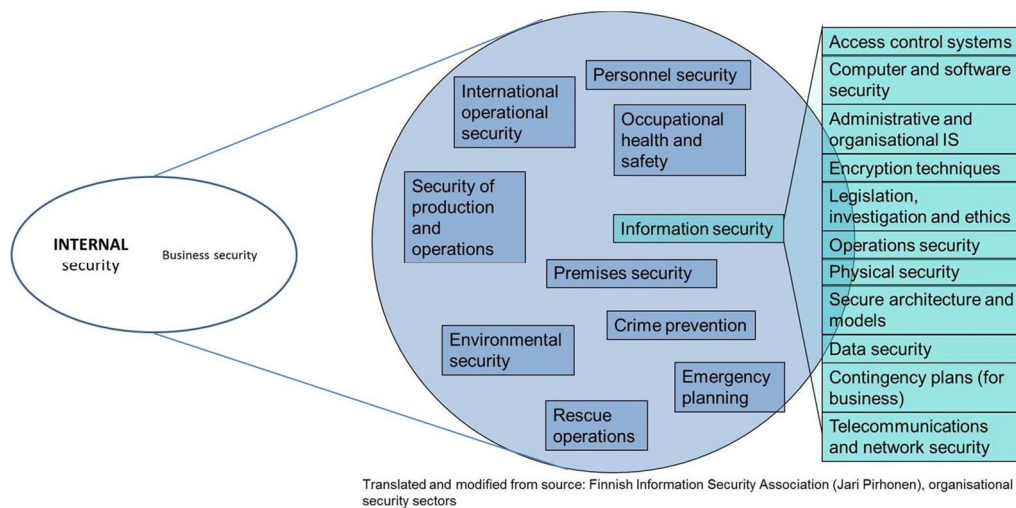 INTERNAL
security
Business security
International
operational
security
Personnel security
Occupational
health and
safety
Security of
production
and
operations
Information security
Premises security
Crime prevention
Environmental
security
Emergency
planning
Rescue
operations
Access control systems
Computer and software
security
Administrative and
organisational IS
Encryption techniques
Legislation,
investigation and ethics
Operations security
Physical security
Secure architecture and
models
Data security
Contingency plans (for
business)
Telecommunications
and network security
Translated and modified from source: Finnish Information Security Association (Jari Pirhonen), organisational
security sectors